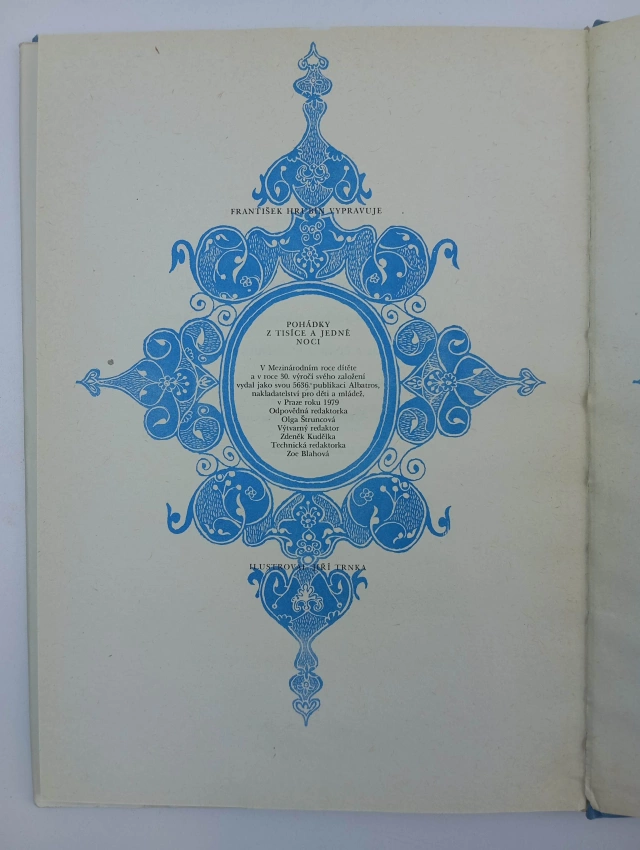 FRANTIŠEK HRUBÍN VYPRAVUJE
POHÁDKY
Z TISÍCE A JEDNÉ
NOCI
V Mezinárodním roce dítěte
a v roce 30. výročí svého založení
vydal jako svou 5636. publikaci Albatros,
nakladatelství pro děti a mládež,
v Praze roku 1979
Odpovědná redaktorka
Olga Štruncová
Výtvarný redaktor
Zdeněk Kudělka
Technická redaktorka
Zoe Blahová
ILUSTROVAL JIŘÍ TRNKA